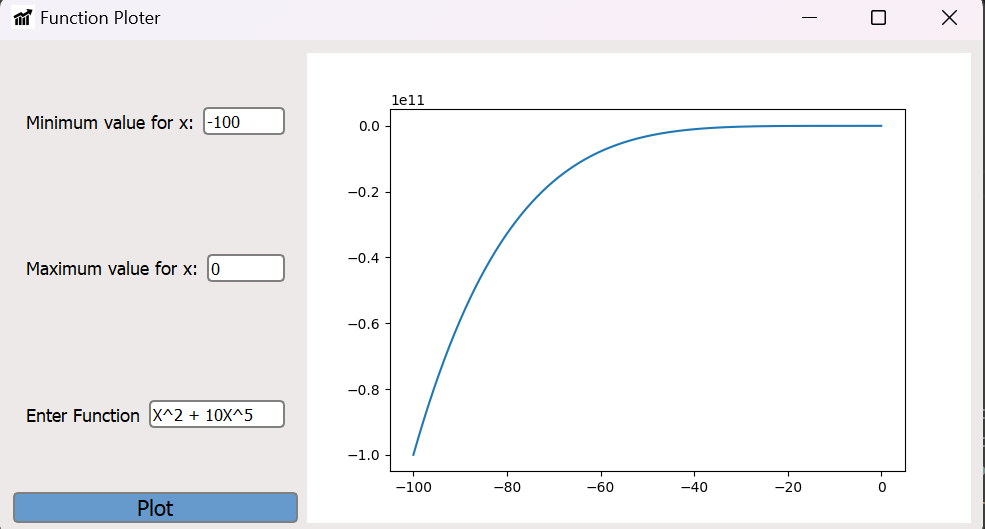 Function Ploter
Minimum value for x: -100
Maximum value for x: 0
Enter Function X^2 + 10X^5
Plot
1e11
0.0
−0.2
−0.4
−0.6
−0.8
−1.0
−100 −80 −60 −40 −20 0